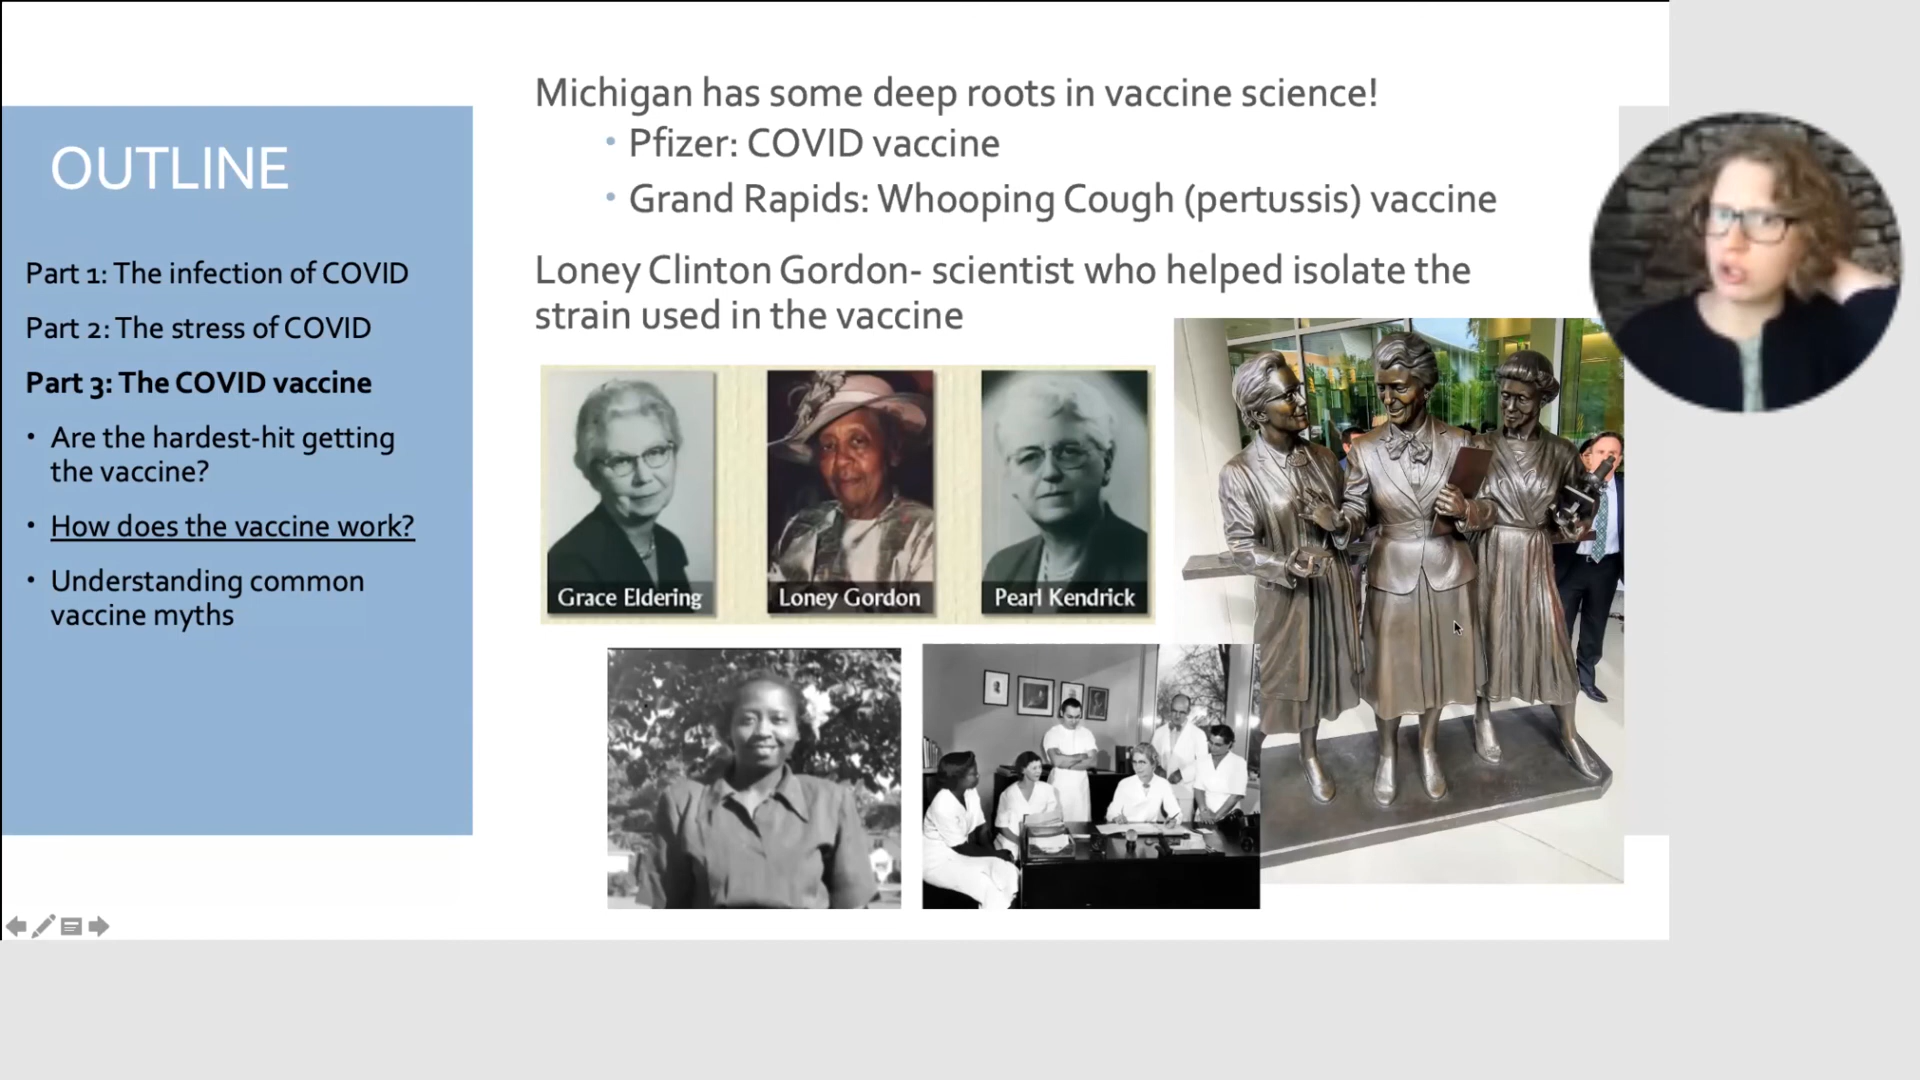 OUTLINE
Part 1: The infection of COVID
Part 2: The stress of COVID
Part 3: The COVID vaccine
• Are the hardest-hit getting
the vaccine?
• How does the vaccine work?
• Understanding common
vaccine myths
Michigan has some deep roots in vaccine science!
• Pfizer: COVID vaccine
• Grand Rapids: Whooping Cough (pertussis) vaccine
Loney Clinton Gordon- scientist who helped isolate the
strain used in the vaccine
Grace Eldering
Loney Gordon
Pearl Kendrick